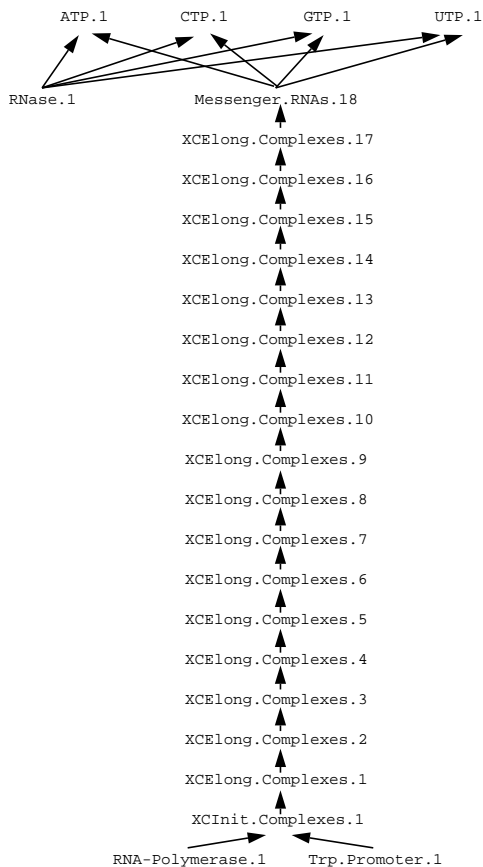 ATP.1 CTP.1 GTP.1 UTP.1
RNase.1 Messenger.RNAs.18
XCElong.Complexes.17
XCElong.Complexes.16
XCElong.Complexes.15
XCElong.Complexes.14
XCElong.Complexes.13
XCElong.Complexes.12
XCElong.Complexes.11
XCElong.Complexes.10
XCElong.Complexes.9
XCElong.Complexes.8
XCElong.Complexes.7
XCElong.Complexes.6
XCElong.Complexes.5
XCElong.Complexes.4
XCElong.Complexes.3
XCElong.Complexes.2
XCElong.Complexes.1
XCInit.Complexes.1
RNA-Polymerase.1 Trp.Promoter.1